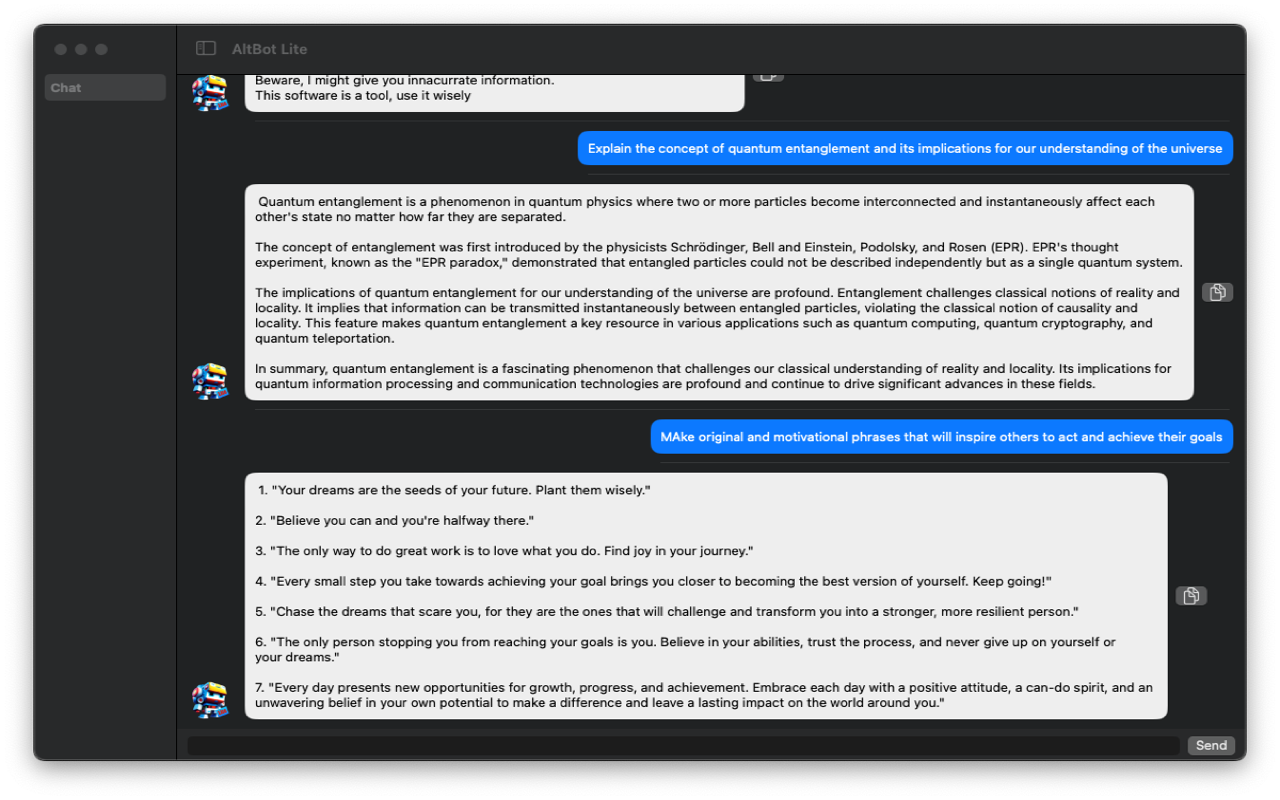 AltBot Lite
Chat
Beware, I might give you innacurrate information.
This software is a tool, use it wisely
Explain the concept of quantum entanglement and its implications for our understanding of the universe
Quantum entanglement is a phenomenon in quantum physics where two or more particles become interconnected and instantaneously affect each
other's state no matter how far they are separated.
The concept of entanglement was first introduced by the physicists Schrödinger, Bell and Einstein, Podolsky, and Rosen (EPR). EPR's thought
experiment, known as the "EPR paradox," demonstrated that entangled particles could not be described independently but as a single quantum system.
The implications of quantum entanglement for our understanding of the universe are profound. Entanglement challenges classical notions of reality and
locality. It implies that information can be transmitted instantaneously between entangled particles, violating the classical notion of causality and
locality. This feature makes quantum entanglement a key resource in various applications such as quantum computing, quantum cryptography, and
quantum teleportation.
In summary, quantum entanglement is a fascinating phenomenon that challenges our classical understanding of reality and locality. Its implications for
quantum information processing and communication technologies are profound and continue to drive significant advances in these fields.
MAke original and motivational phrases that will inspire others to act and achieve their goals
1. "Your dreams are the seeds of your future. Plant them wisely."
2. "Believe you can and you're halfway there."
3. "The only way to do great work is to love what you do. Find joy in your journey."
4. "Every small step you take towards achieving your goal brings you closer to becoming the best version of yourself. Keep going!"
5. "Chase the dreams that scare you, for they are the ones that will challenge and transform you into a stronger, more resilient person."
6. "The only person stopping you from reaching your goals is you. Believe in your abilities, trust the process, and never give up on yourself or
your dreams."
7. "Every day presents new opportunities for growth, progress, and achievement. Embrace each day with a positive attitude, a can-do spirit, and an
unwavering belief in your own potential to make a difference and leave a lasting impact on the world around you."
Send